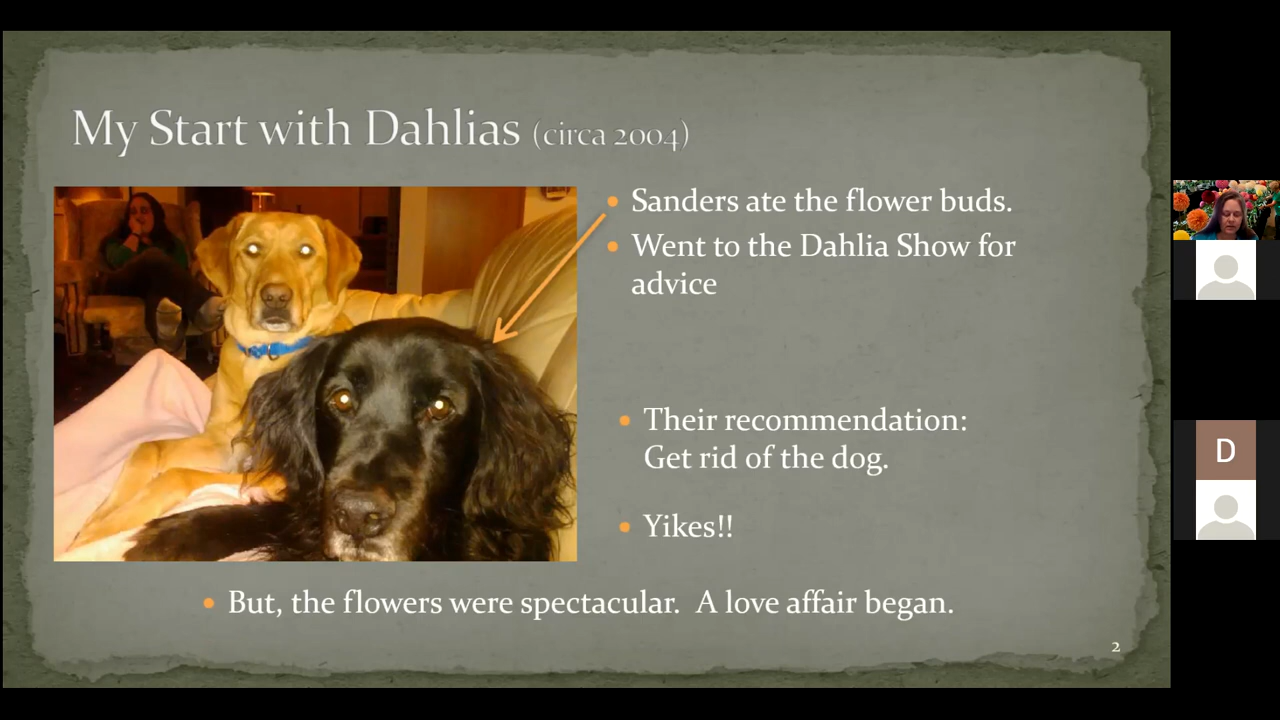 My Start with Dahlias (circa 2004)
• Sanders ate the flower buds.
• Went to the Dahlia Show for
advice
• Their recommendation:
Get rid of the dog.
• Yikes!!
• But, the flowers were spectacular.  A love affair began.
2
D